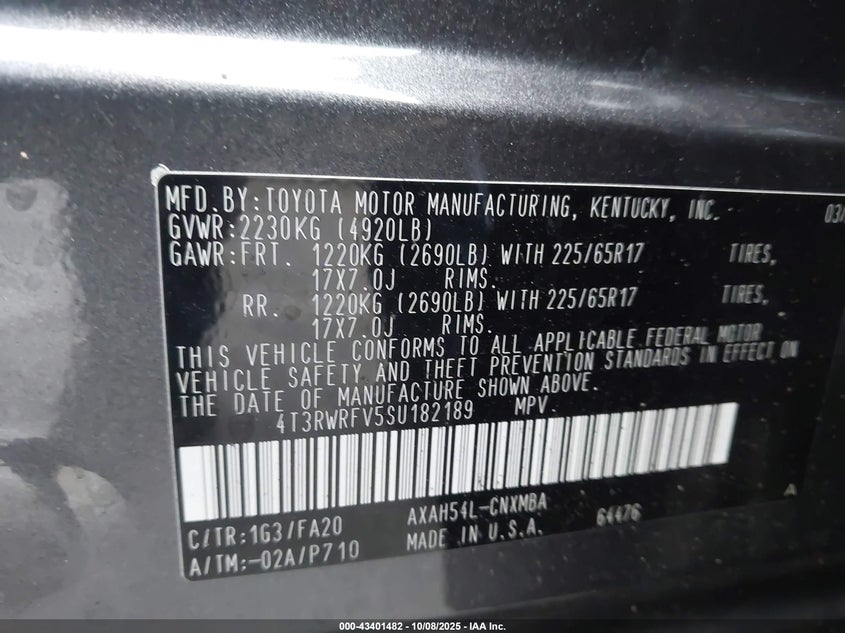 MFD. BY: TOYOTA MOTOR MANUFACTURING, KENTUCKY, INC. 03/
GVWR: 2230KG (4920LB)
GAWR: FRT. 1220KG (2690LB) WITH 225/65R17 TIRES,
17X7.0J RIMS.
RR. 1220KG (2690LB) WITH 225/65R17 TIRES,
17X7.0J RIMS.
THIS VEHICLE CONFORMS TO ALL APPLICABLE FEDERAL MOTOR
VEHICLE SAFETY AND THEFT PREVENTION STANDARDS IN EFFECT ON
THE DATE OF MANUFACTURE SHOWN ABOVE.
4T3RWRFV5SU182189 MPV
A
C/TR: 1G3/FA20 AXAH54L-CNXMBA 64476
A/TM: -02A/P710 MADE IN U.S.A.
000-43401482 - 10/08/2025 - IAA Inc.